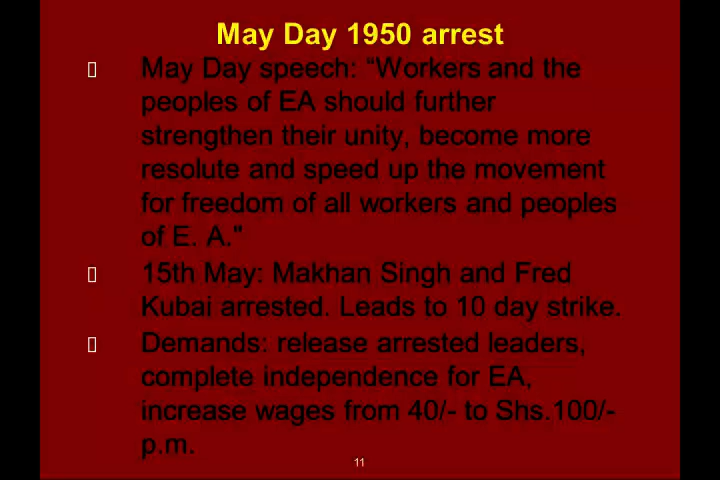 May Day 1950 arrest
May Day speech: “Workers and the
peoples of EA should further
strengthen their unity, become more
resolute and speed up the movement
for freedom of all workers and peoples
of E. A.”
15th May: Makhan Singh and Fred
Kubai arrested. Leads to 10 day strike.
Demands: release arrested leaders,
complete independence for EA,
increase wages from 40/- to Shs.100/-
p.m.
11